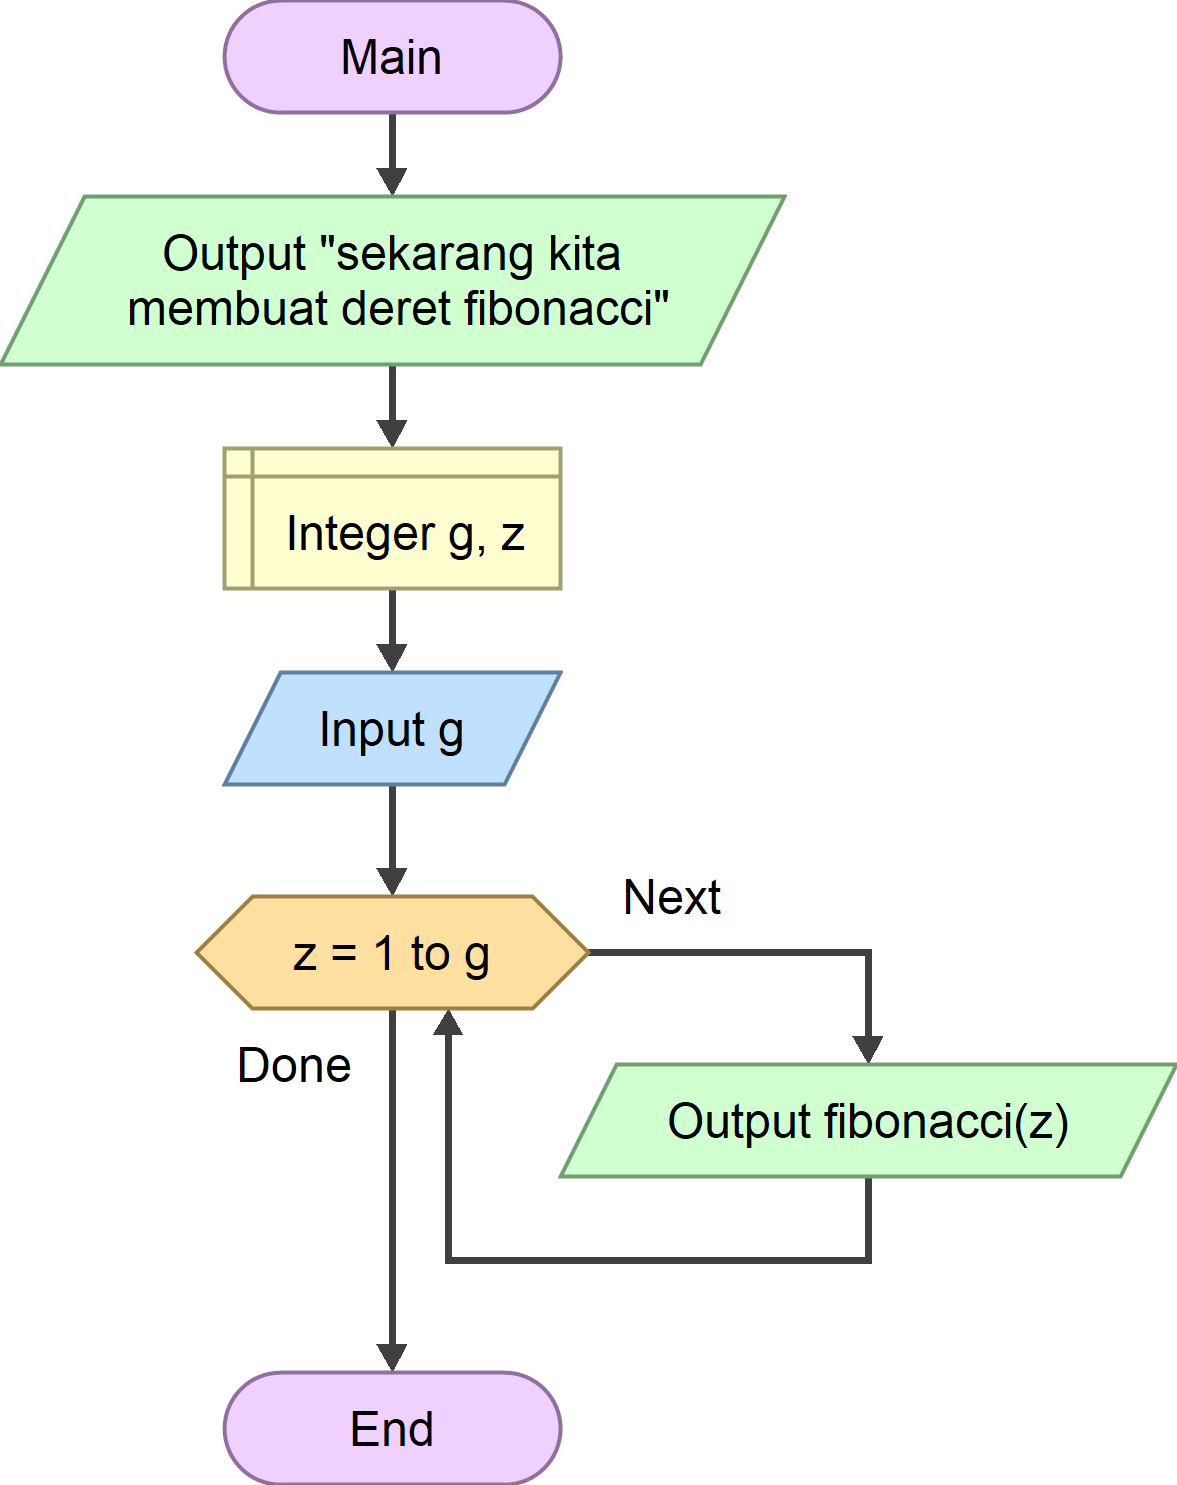 Main
Output "sekarang kita
membuat deret fibonacci"
Integer g, z
Input g
z = 1 to g
Next
Done
Output fibonacci(z)
End